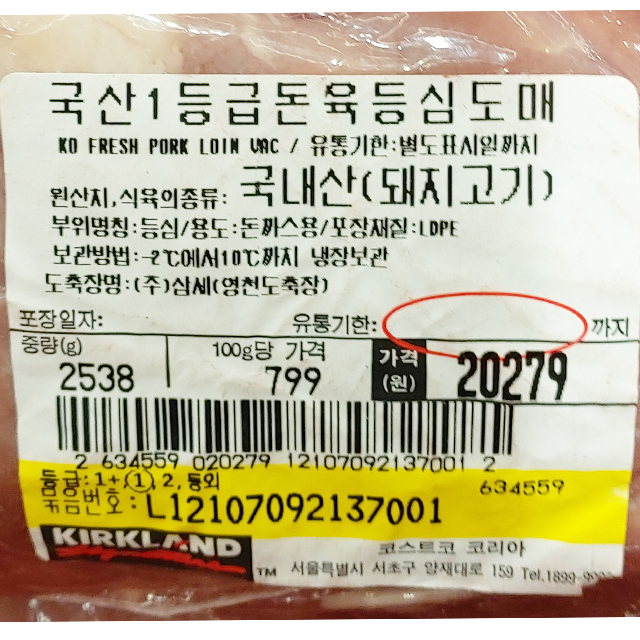 국산1등급돈육등심도매
KO FRESH PORK LOIN VAC / 유통기한:별도표시일까지
원산지,식육의종류: 국내산(돼지고기)
부위명칭:등심/용도:돈까스용/포장재질:LDPE
보관방법:-2℃에서10℃까지 냉장보관
도축장명:(주)삼세(영천도축장)
포장일자: 유통기한: 까지
중량(g) 100g당 가격 가격(원)
2538 799 20279
2 634559 020279 12107092137001 2
등급:1+,1,2,등외 634559
묶음번호:L12107092137001
KIRKLAND Signature TM
코스트코 코리아
서울특별시 서초구 양재대로 159 Tel.1899-